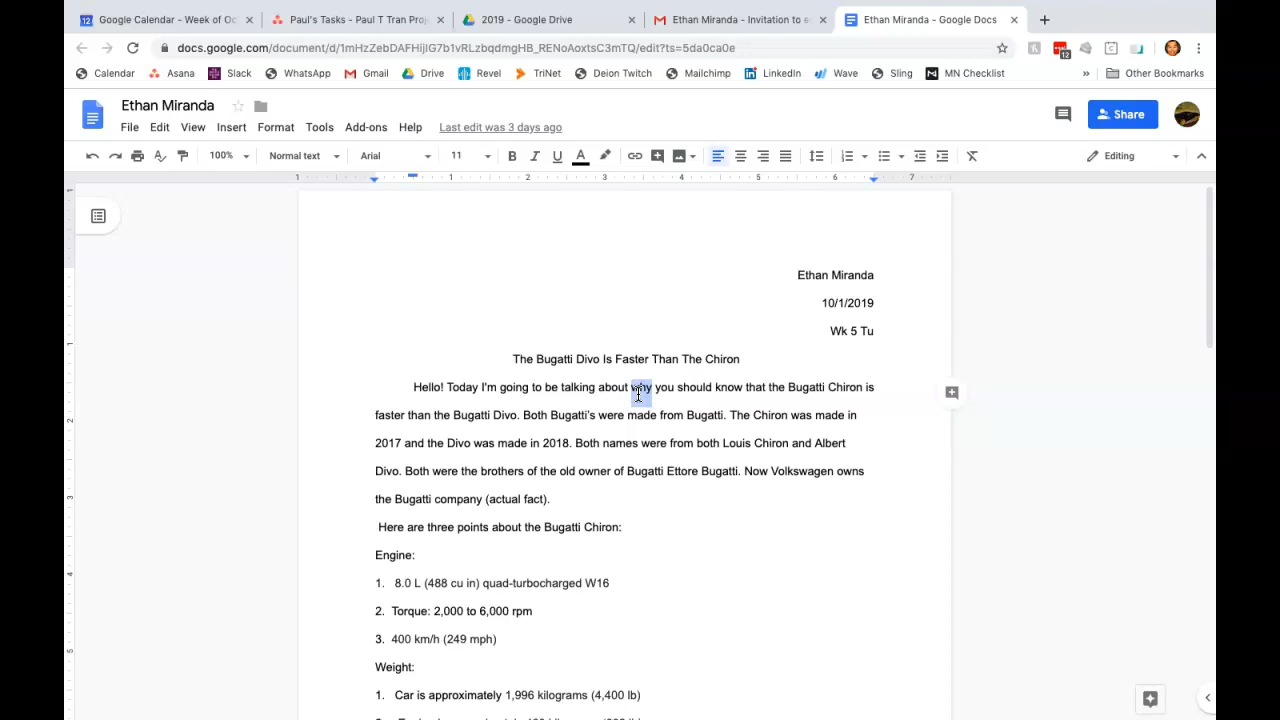 Google Calendar - Week of Oc
Paul's Tasks - Paul T Tran Proj
2019 - Google Drive
Ethan Miranda - Invitation to e
Ethan Miranda - Google Docs
docs.google.com/document/d/1mHzZebDAFHijIG7b1vRLzbqdmgHB_RENoAoxtsC3mTQ/edit?ts=5da0ca0e
12
Calendar Asana Slack WhatsApp Gmail Drive Revel TriNet Deion Twitch Mailchimp LinkedIn Wave Sling MN Checklist » Other Bookmarks
Ethan Miranda
File Edit View Insert Format Tools Add-ons Help Last edit was 3 days ago
Share
100% Normal text Arial 11 B I U A Editing
1 1 2 3 4 5 6 7
Ethan Miranda
10/1/2019
Wk 5 Tu
The Bugatti Divo Is Faster Than The Chiron
Hello! Today I'm going to be talking about why you should know that the Bugatti Chiron is
faster than the Bugatti Divo. Both Bugatti's were made from Bugatti. The Chiron was made in
2017 and the Divo was made in 2018. Both names were from both Louis Chiron and Albert
Divo. Both were the brothers of the old owner of Bugatti Ettore Bugatti. Now Volkswagen owns
the Bugatti company (actual fact).
Here are three points about the Bugatti Chiron:
Engine:
1. 8.0 L (488 cu in) quad-turbocharged W16
2. Torque: 2,000 to 6,000 rpm
3. 400 km/h (249 mph)
Weight:
1. Car is approximately 1,996 kilograms (4,400 lb)